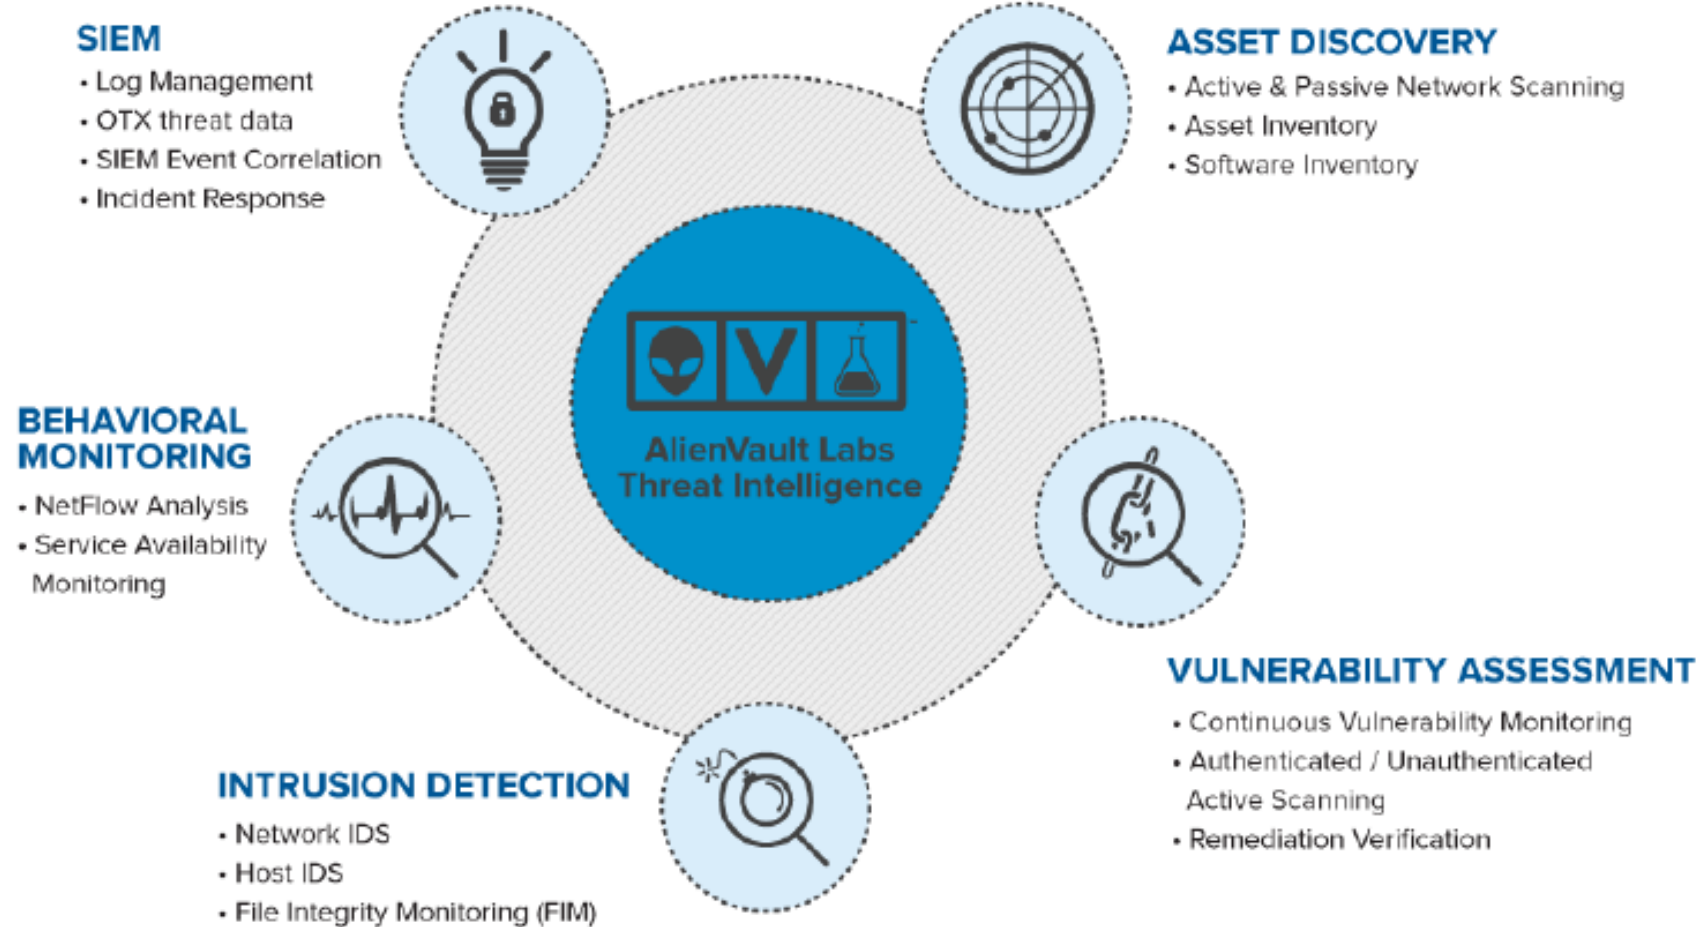 SIEM
• Log Management
• OTX threat data
• SIEM Event Correlation
• Incident Response
ASSET DISCOVERY
• Active & Passive Network Scanning
• Asset Inventory
• Software Inventory
V
AlienVault Labs
Threat Intelligence
BEHAVIORAL
MONITORING
• NetFlow Analysis
• Service Availability
Monitoring
VULNERABILITY ASSESSMENT
• Continuous Vulnerability Monitoring
• Authenticated / Unauthenticated
Active Scanning
• Remediation Verification
INTRUSION DETECTION
• Network IDS
• Host IDS
• File Integrity Monitoring (FIM)